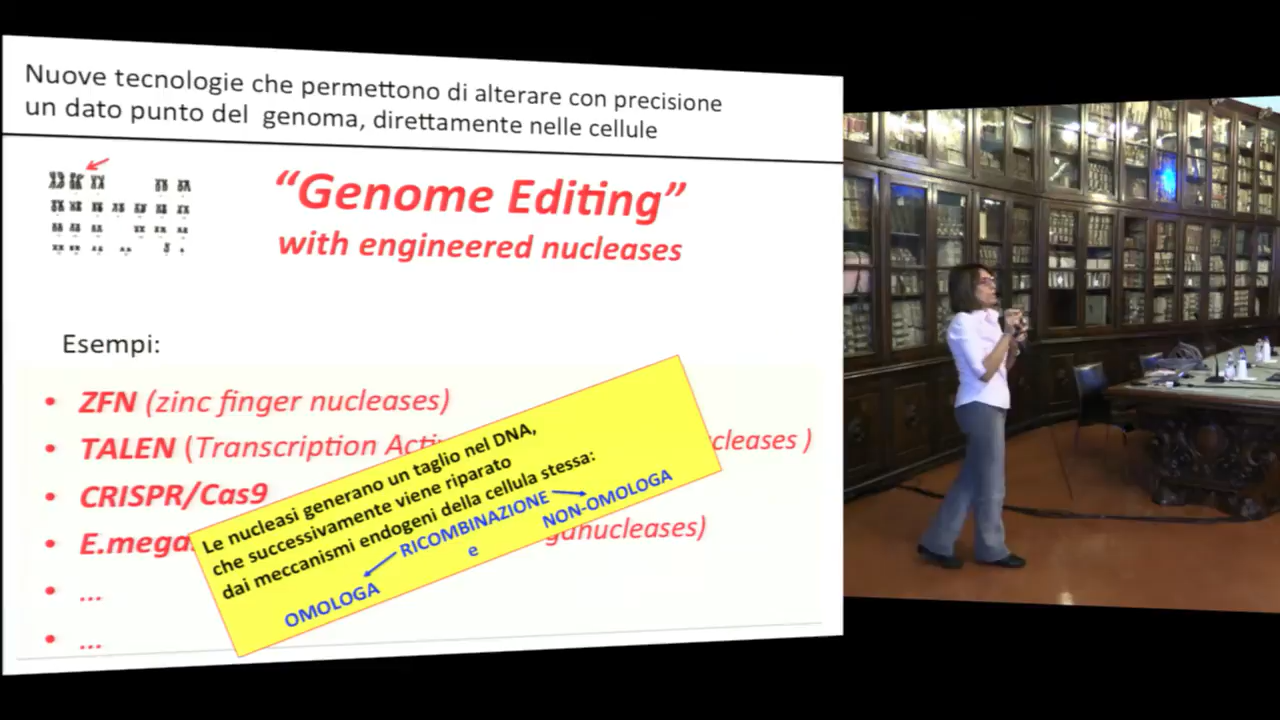 Nuove tecnologie che permettono di alterare con precisione
un dato punto del genoma, direttamente nelle cellule
“Genome Editing”
with engineered nucleases
Esempi:
• ZFN (zinc finger nucleases)
• TALEN (Transcription Acti cleases )
• CRISPR/Cas9
• E.mega ganucleases)
• ...
• ...
Le nucleasi generano un taglio nel DNA,
che successivamente viene riparato
dai meccanismi endogeni della cellula stessa:
RICOMBINAZIONE
OMOLOGA e NON-OMOLOGA